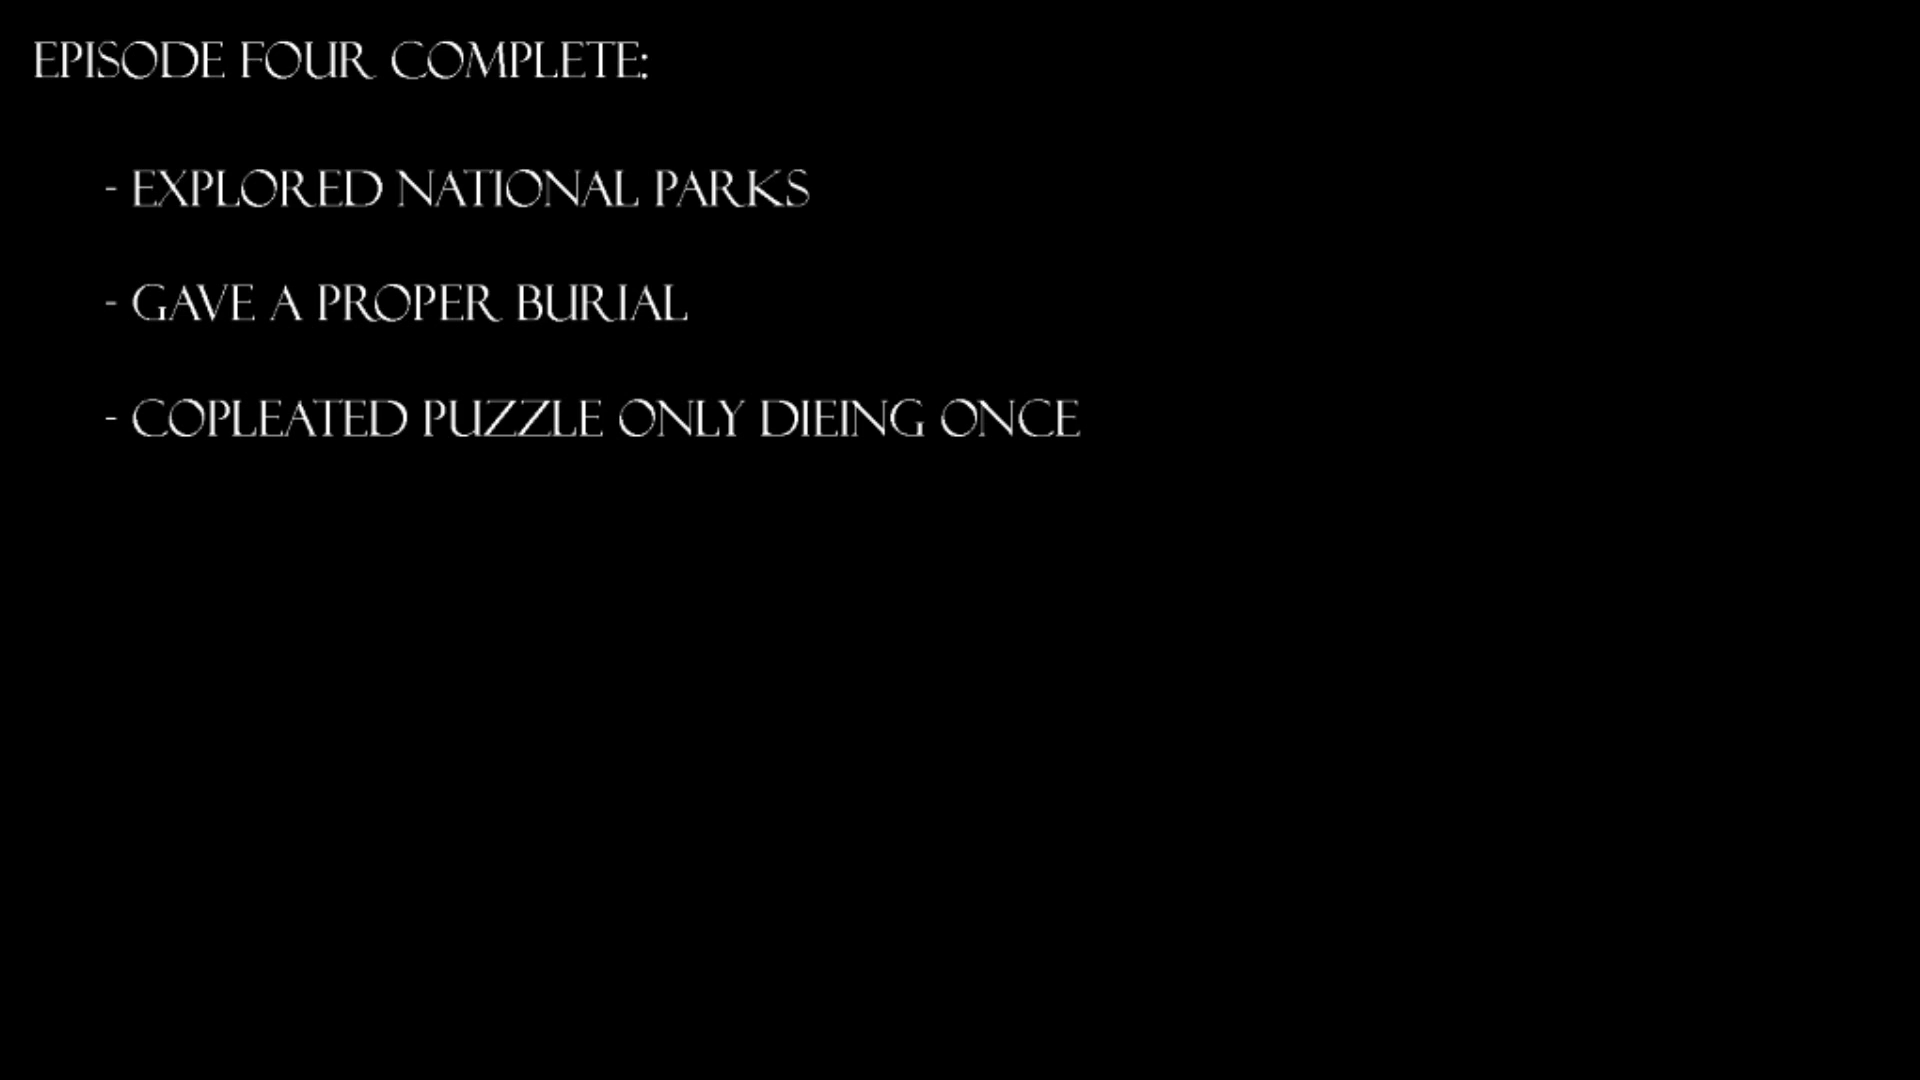 EPISODE FOUR COMPLETE:
- EXPLORED NATIONAL PARKS
- GAVE A PROPER BURIAL
- COPLEATED PUZZLE ONLY DIEING ONCE